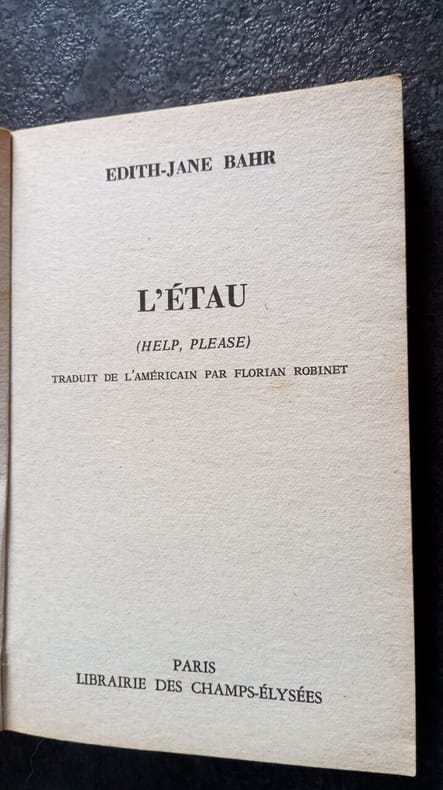 EDITH-JANE BAHR
L'ÉTAU
(HELP, PLEASE)
TRADUIT DE L'AMÉRICAIN PAR FLORIAN ROBINET
PARIS
LIBRAIRIE DES CHAMPS-ÉLYSÉES